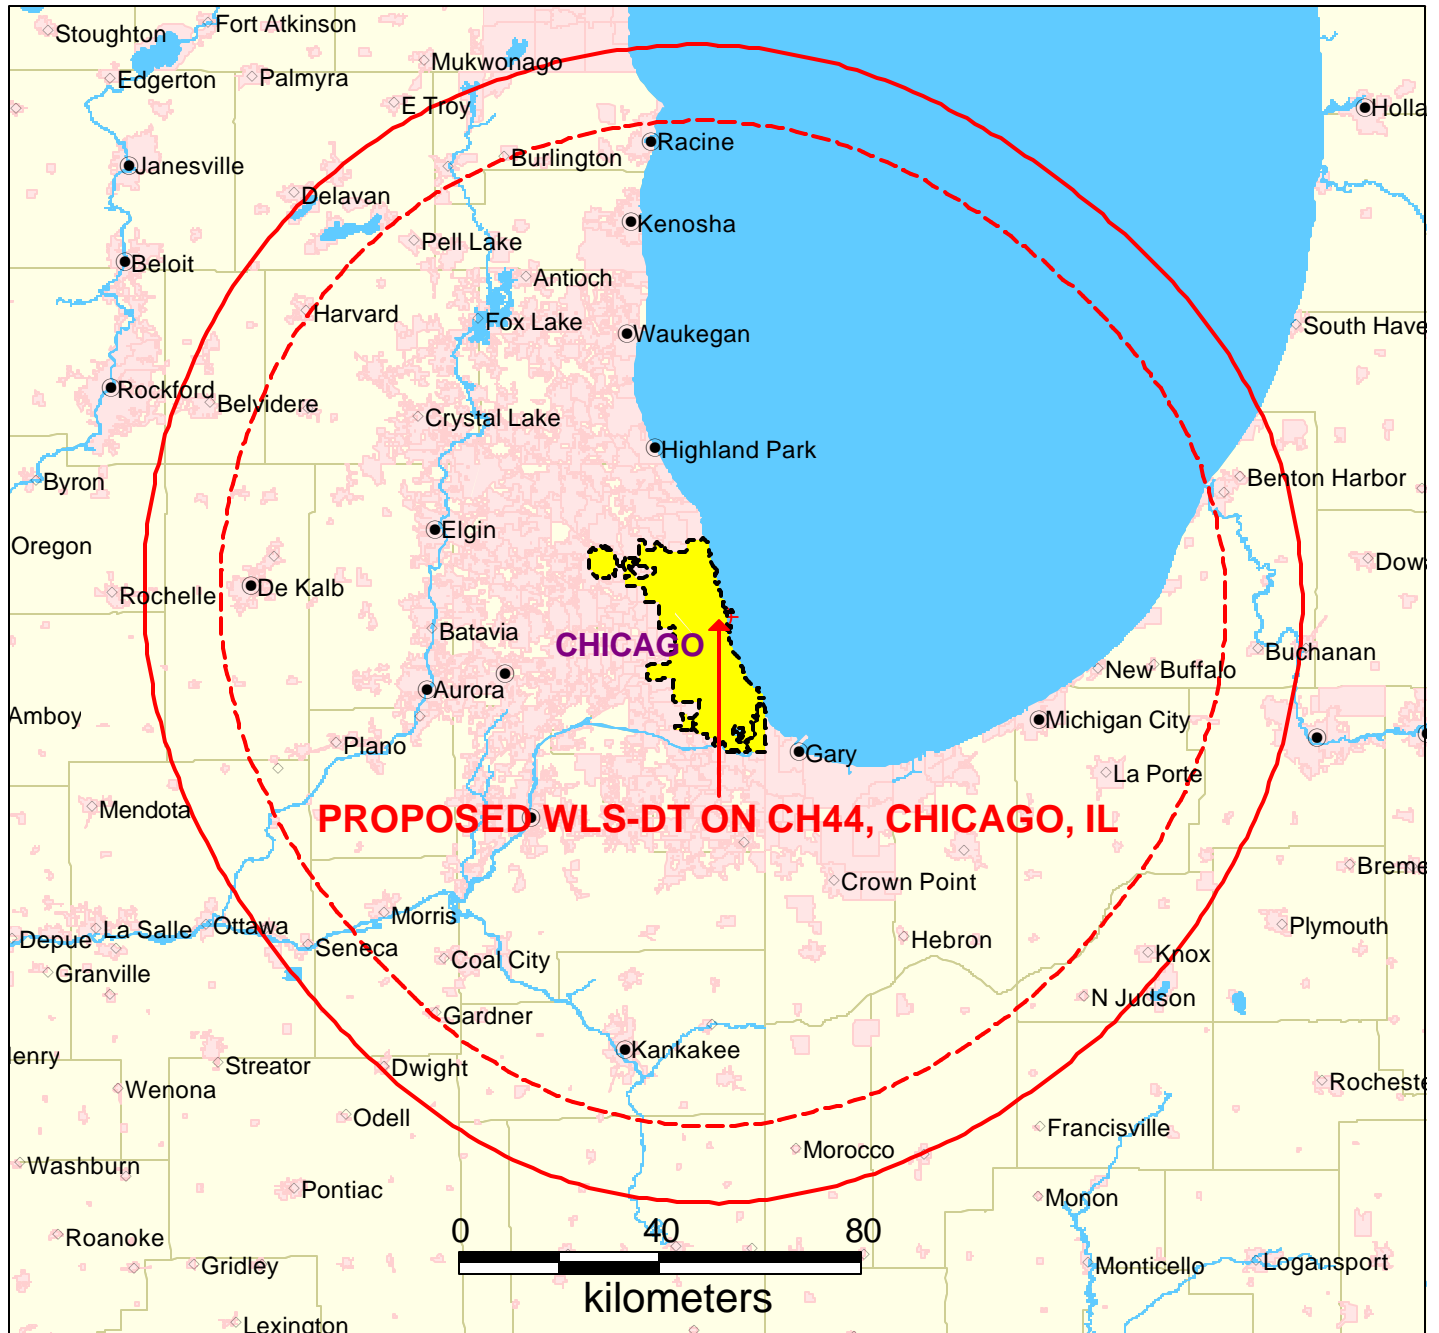 Stoughton
Fort Atkinson
Edgerton
Palmyra
Mukwonago
E Troy
Holla
Janesville
Delavan
Burlington
Racine
Beloit
Pell Lake
Kenosha
Antioch
Harvard
Fox Lake
Waukegan
South Have
Rockford
Belvidere
Crystal Lake
Highland Park
Byron
Benton Harbor
Elgin
Oregon
Dow
Rochelle
De Kalb
Batavia
CHICAGO
New Buffalo
Buchanan
Aurora
Amboy
Plano
Michigan City
Gary
La Porte
Mendota
PROPOSED WLS-DT ON CH44, CHICAGO, IL
Breme
Crown Point
Depue
La Salle
Ottawa
Morris
Seneca
Hebron
Plymouth
Granville
Coal City
Knox
N Judson
Gardner
Kankakee
enry
Streator
Dwight
Wenona
Rocheste
Odell
Francisville
Washburn
Morocco
Pontiac
Monon
Roanoke
Gridley
Monticello
Logansport
0 40 80
kilometers
Lexington